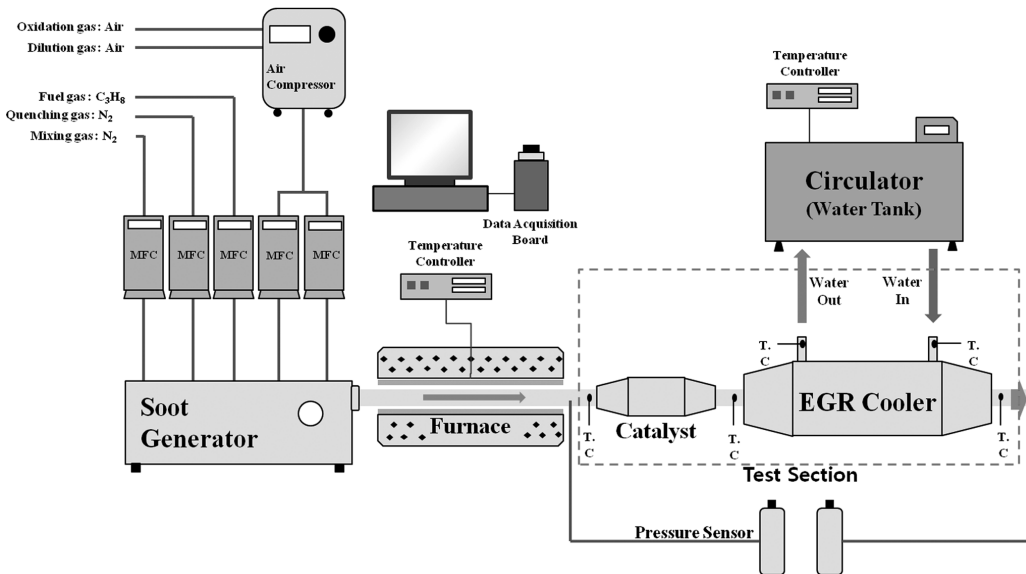 Oxidation gas: Air
Dilution gas: Air
Air
Compressor
Fuel gas: C₃H₈
Quenching gas: N₂
Mixing gas: N₂
MFC
MFC
MFC
MFC
MFC
Data Acquisition
Board
Temperature
Controller
Temperature
Controller
Circulator
(Water Tank)
Water
Out
Water
In
T.
C
T.
C
Soot
Generator
Furnace
T.
C
Catalyst
T.
C
EGR Cooler
T.
C
Test Section
Pressure Sensor